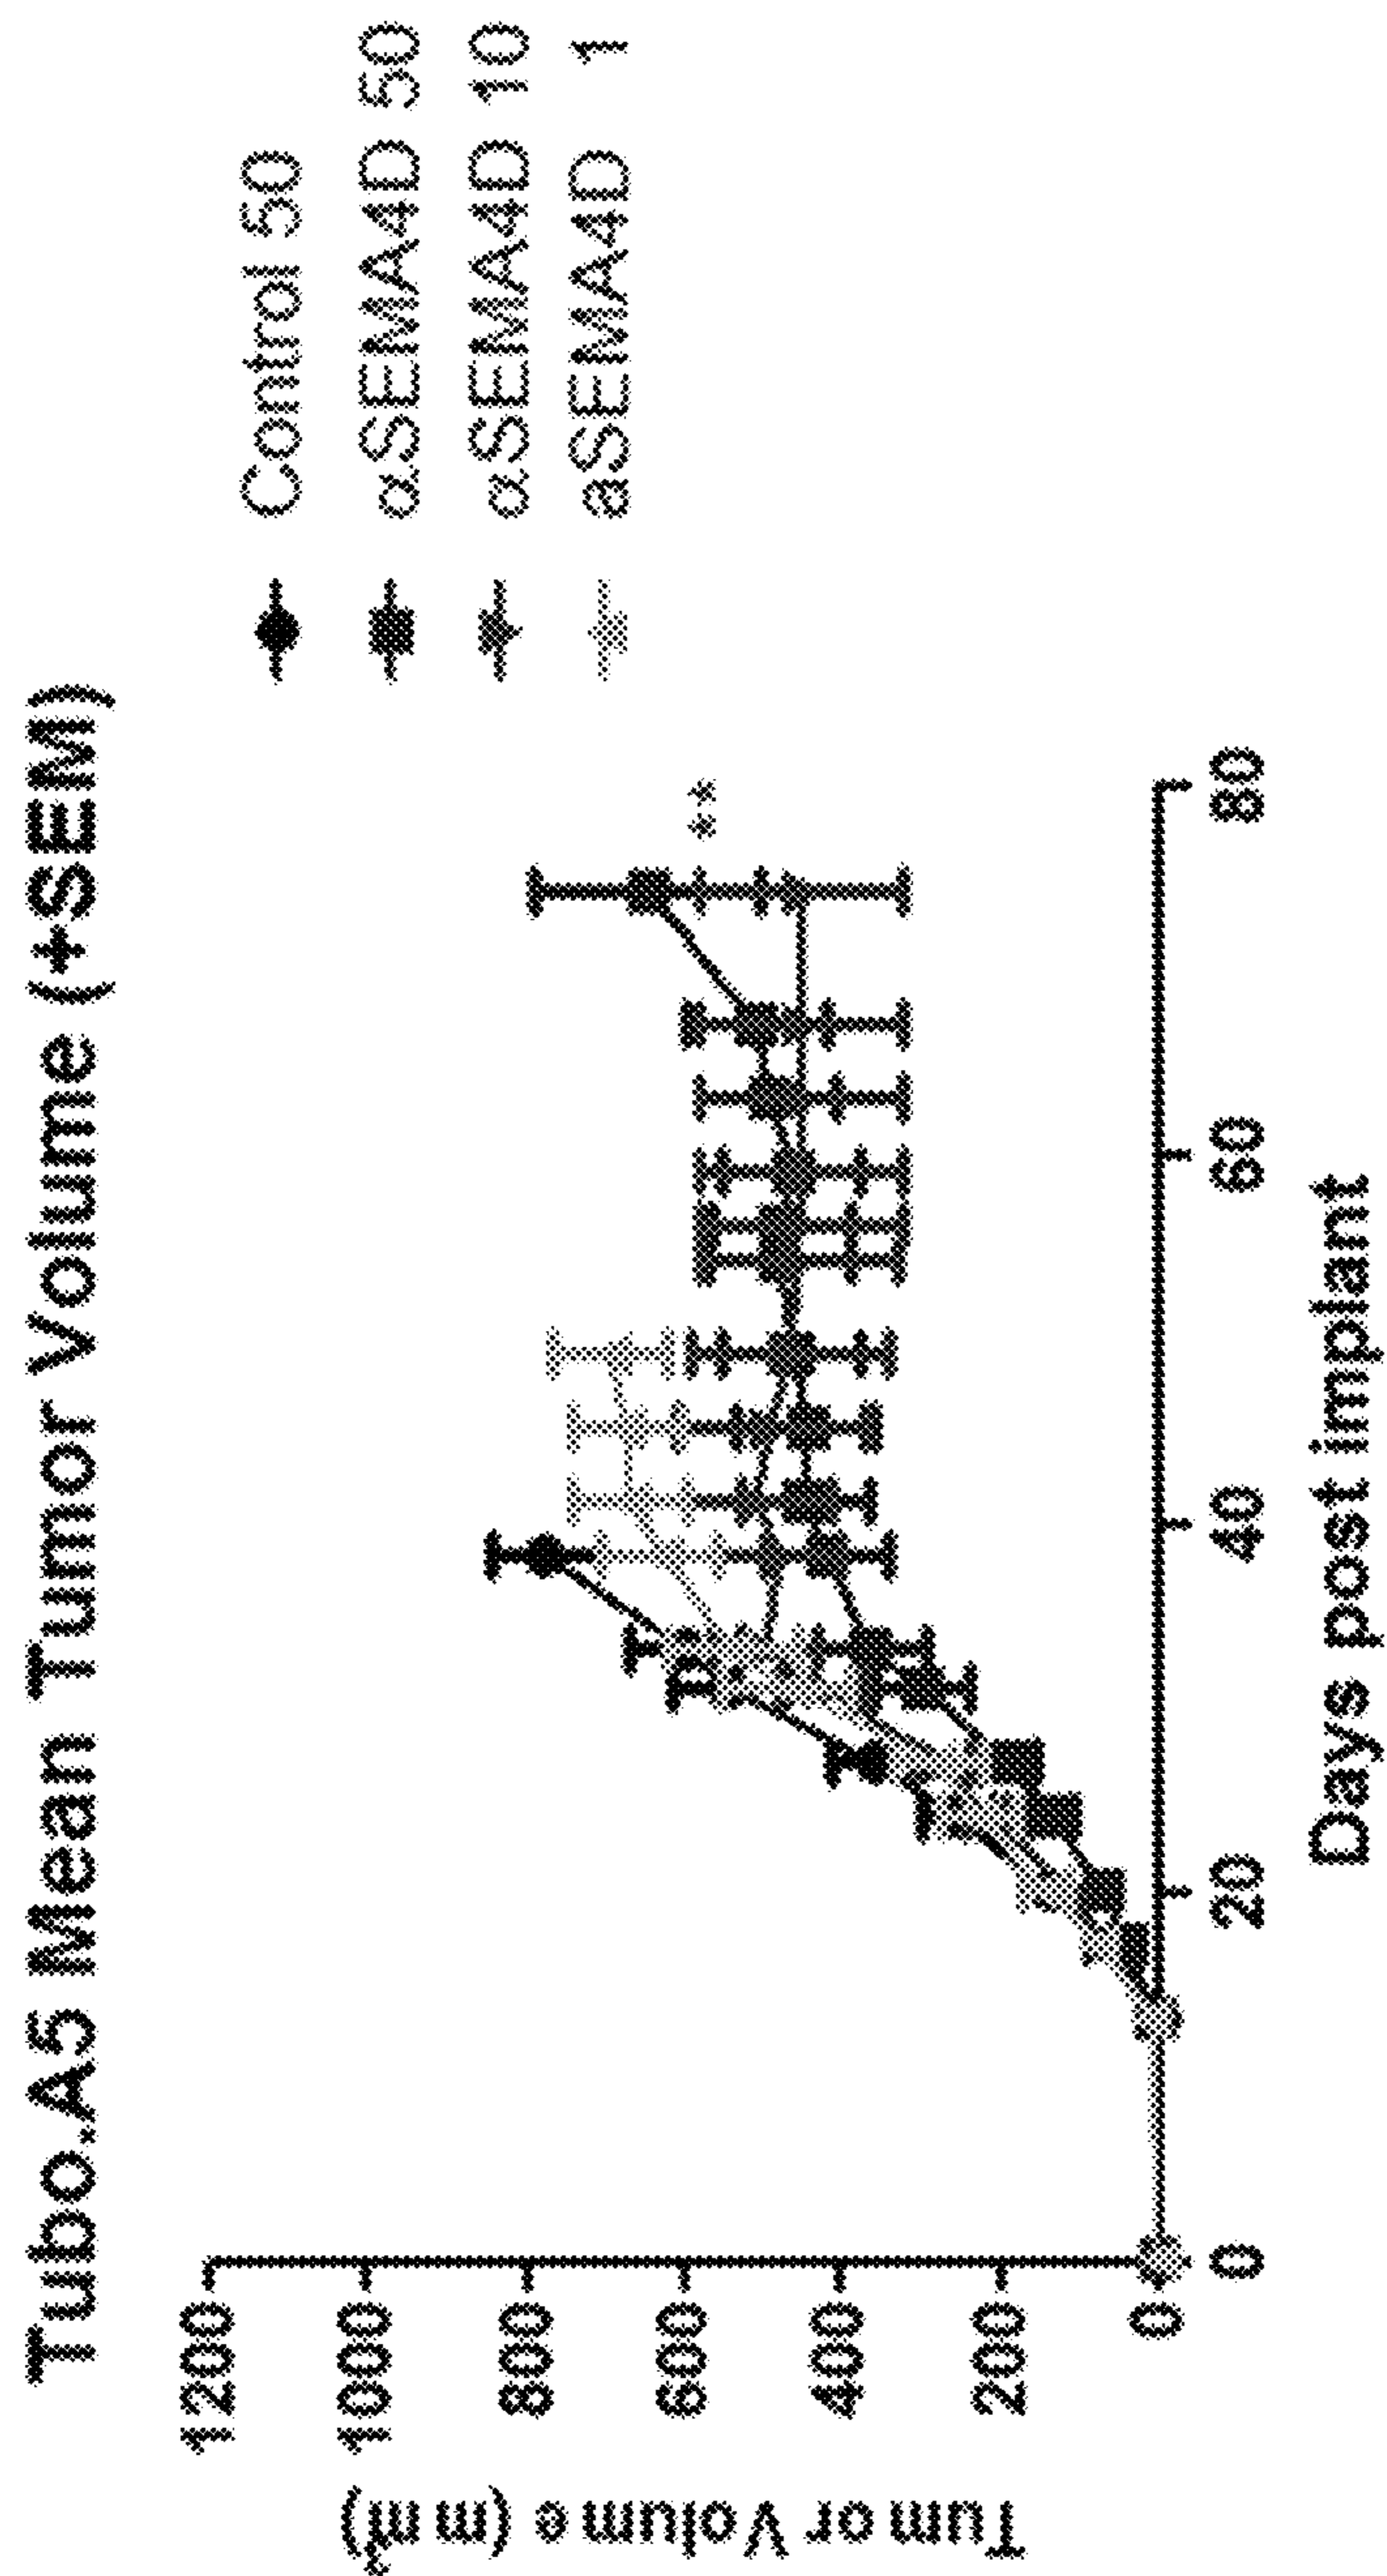 Tubo.A5 Mean Tumor Volume (+SEM)
Control 50
αSEMA4D 50
αSEMA4D 10
aSEMA4D 1
**
Tumor Volume (mm³)
1200
1000
800
600
400
200
0
0 20 40 60 80
Days post implant